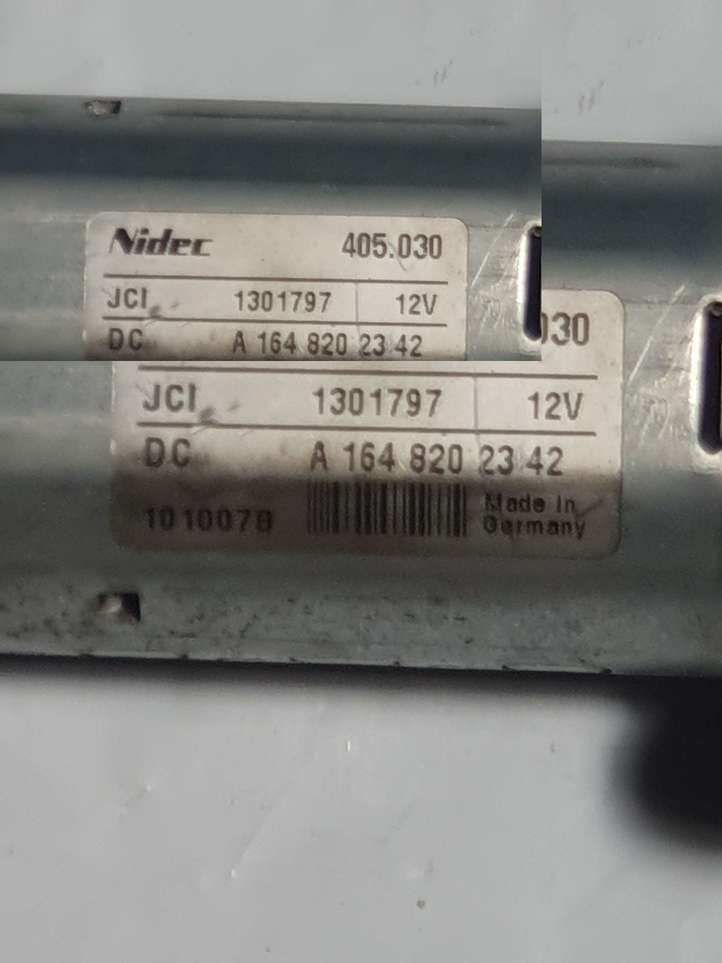 Nidec 405.030
JCI 1301797 12V
DC A 164 820 23 42
030
JCI 1301797 12V
DC A 164 820 23 42
1010078 Made In
Germany